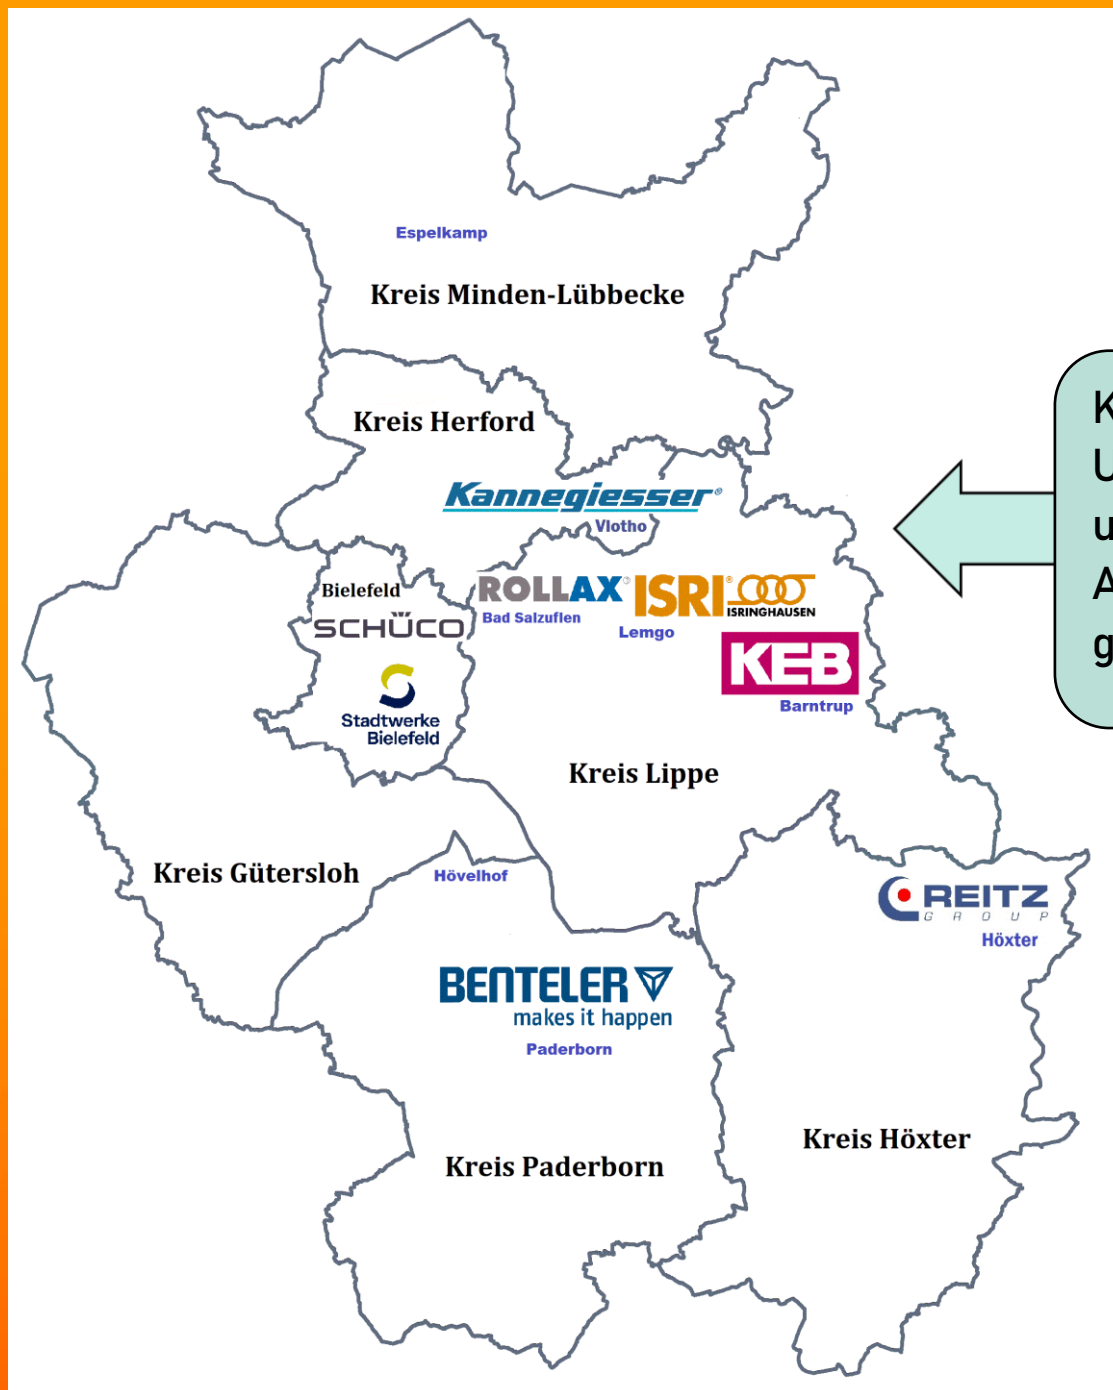 Espelkamp
Kreis Minden-Lübbecke
Kreis Herford
Kannegiesser®
Vlotho
Bielefeld
SCHÜCO
Stadtwerke
Bielefeld
ROLLAX
Bad Salzuflen
ISRI®
ISRINGHAUSEN
Lemgo
KEB
Barntrup
Kreis Lippe
Kreis Gütersloh
Hövelhof
REITZ
GROUP
Höxter
BENTELER
makes it happen
Paderborn
Kreis Höxter
Kreis Paderborn
K
U
u
A
g